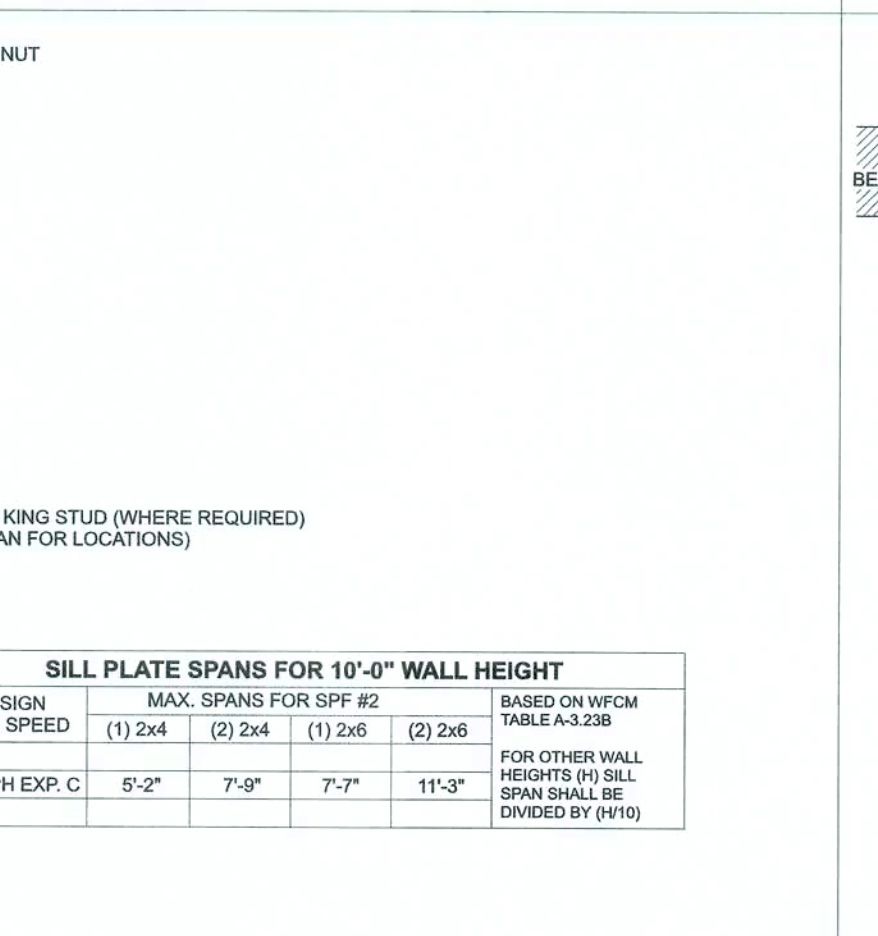 NUT
BE
KING STUD (WHERE REQUIRED)
AN FOR LOCATIONS)
SILL PLATE SPANS FOR 10'-0" WALL HEIGHT
SIGN
SPEED
MAX. SPANS FOR SPF #2
(1) 2x4
(2) 2x4
(1) 2x6
(2) 2x6
H EXP. C
5'-2"
7'-9"
7'-7"
11'-3"
BASED ON WFCM
TABLE A-3.23B
FOR OTHER WALL
HEIGHTS (H) SILL
SPAN SHALL BE
DIVIDED BY (H/10)